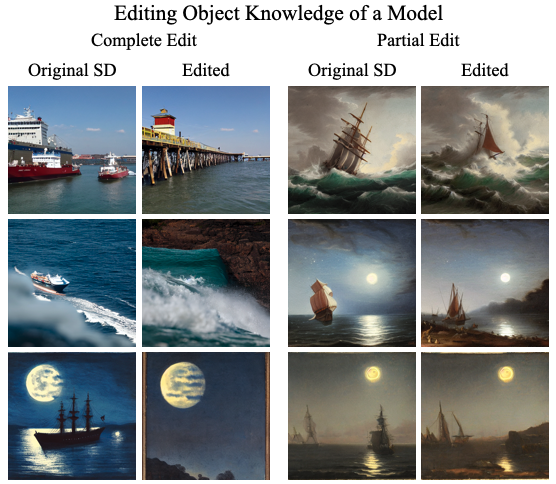 Editing Object Knowledge of a Model
Complete Edit
Partial Edit
Original SD
Edited
Original SD
Edited